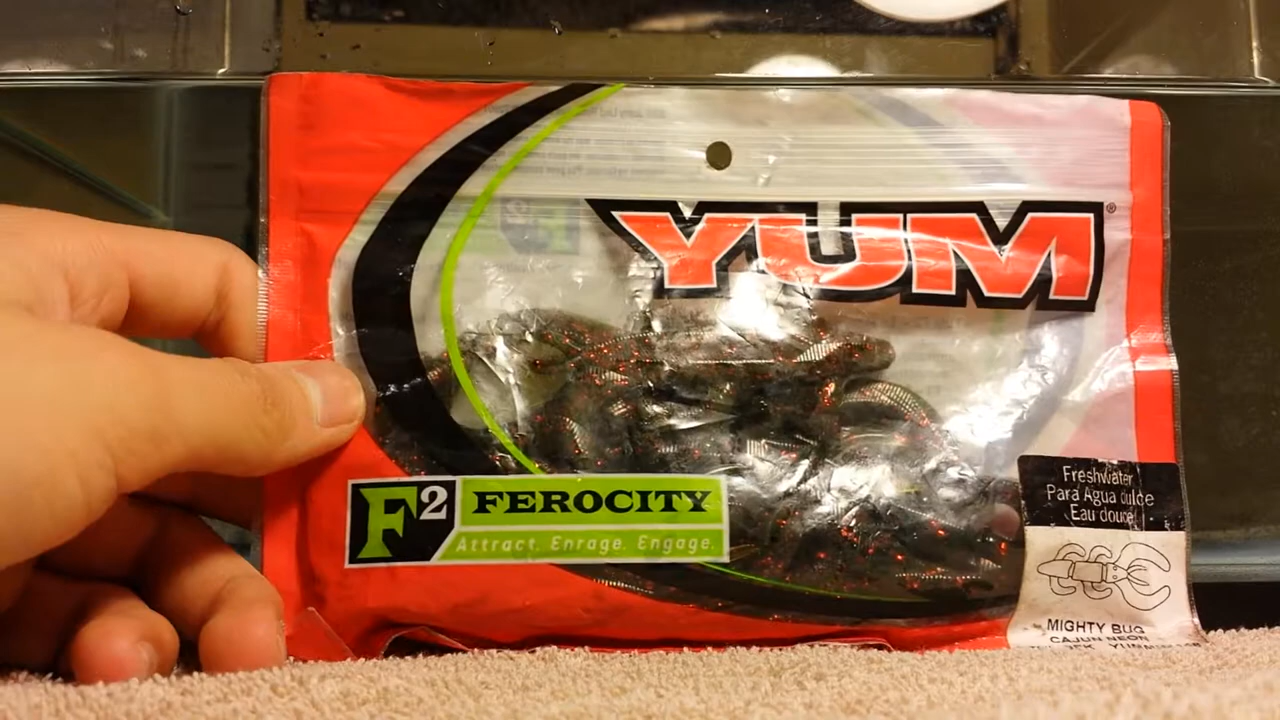 YUM®
F2 FEROCITY
Attract. Enrage. Engage.
Freshwater
Para Agua dulce
Eau douce
MIGHTY BUG
CAJUN NEON